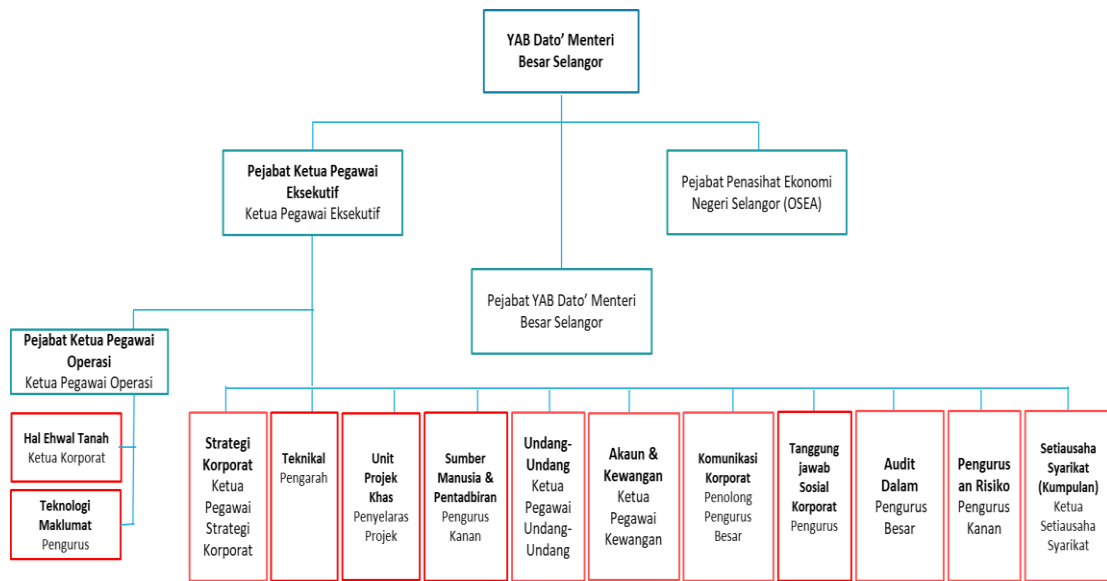 YAB Dato’ Menteri
Besar Selangor
Pejabat Ketua Pegawai
Eksekutif
Ketua Pegawai Eksekutif
Pejabat Penasihat Ekonomi
Negeri Selangor (OSEA)
Pejabat YAB Dato’ Menteri
Besar Selangor
Pejabat Ketua Pegawai
Operasi
Ketua Pegawai Operasi
Hal Ehwal Tanah
Ketua Korporat
Teknologi
Maklumat
Pengurus
Strategi
Korporat
Ketua
Pegawai
Strategi
Korporat
Teknikal
Pengarah
Unit
Projek
Khas
Penyelaras
Projek
Sumber
Manusia &
Pentadbiran
Pengurus
Kanan
Undang-
Undang
Ketua
Pegawai
Undang-
Undang
Akaun &
Kewangan
Ketua
Pegawai
Kewangan
Komunikasi
Korporat
Penolong
Pengurus
Besar
Tanggung
jawab
Sosial
Korporat
Pengurus
Audit
Dalam
Pengurus
Besar
Pengurus
an Risiko
Pengurus
Kanan
Setiausaha
Syarikat
(Kumpulan)
Ketua
Setiausaha
Syarikat